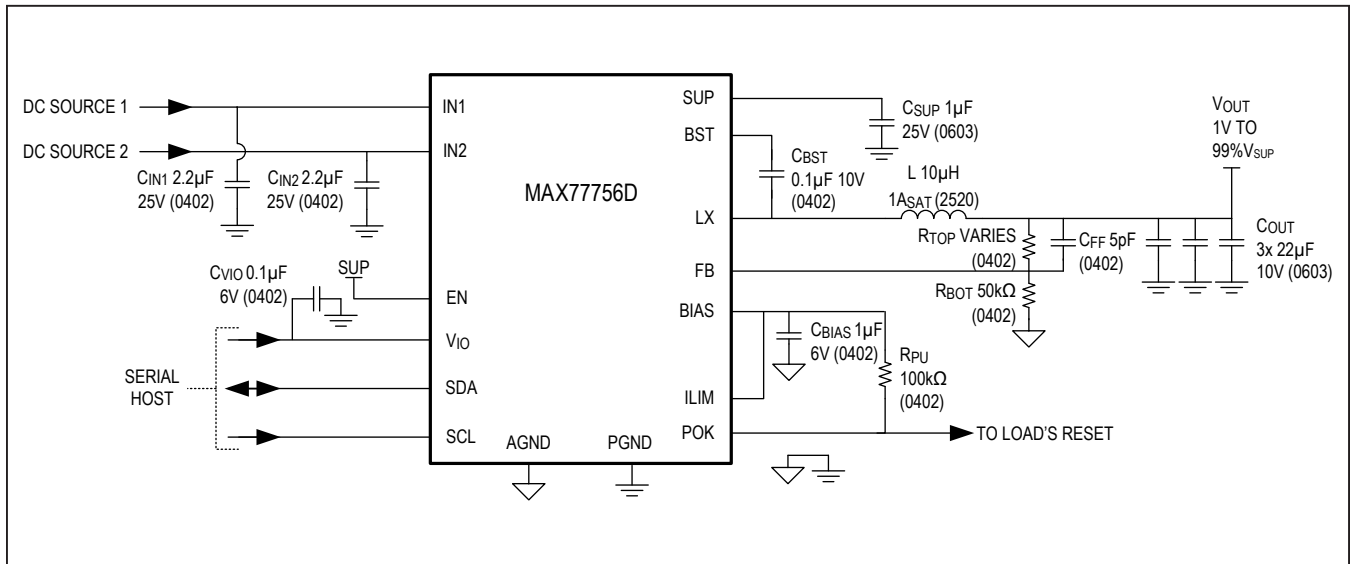 DC SOURCE 1
DC SOURCE 2
CIN1 2.2µF
25V (0402)
CIN2 2.2µF
25V (0402)
CVIO 0.1µF
6V (0402)
SUP
SERIAL
HOST
IN1
IN2
EN
VIO
SDA
SCL
MAX77756D
AGND
PGND
SUP
BST
LX
FB
BIAS
ILIM
POK
CSUP 1µF
25V (0603)
CBST
0.1µF 10V
(0402)
L 10µH
1ASAT (2520)
RTOP VARIES
(0402)
CFF 5pF
(0402)
RBOT 50kΩ
(0402)
VOUT
1V TO
99%VSUP
COUT
3x 22µF
10V (0603)
CBIAS 1µF
6V (0402)
RPU
100kΩ
(0402)
TO LOAD'S RESET